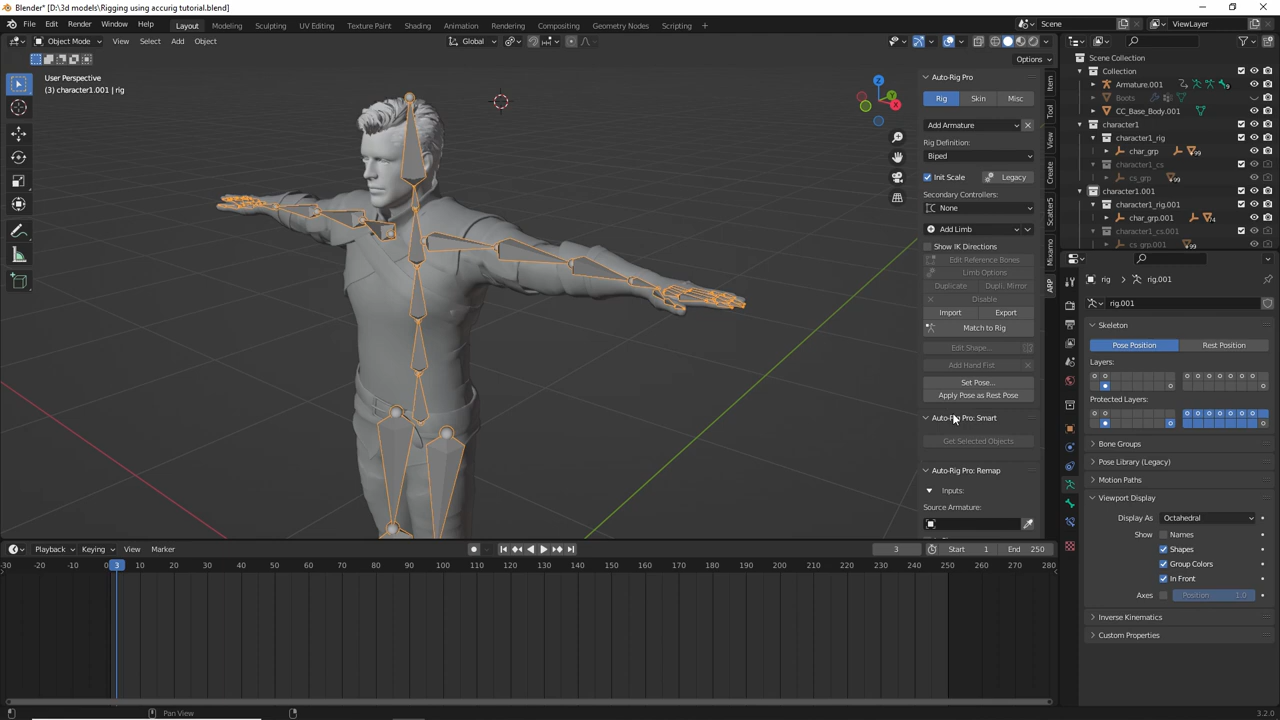 Blender* [D:\3d models\Rigging using accurig tutorial.blend]
File Edit Render Window Help Layout Modeling Sculpting UV Editing Texture Paint Shading Animation Rendering Compositing Geometry Nodes Scripting + Scene ViewLayer
Object Mode View Select Add Object Global
Options
User Perspective
(3) character1.001 | rig
Z
Y
X
Auto-Rig Pro
Rig Skin Misc
Add Armature
Rig Definition:
Biped
Init Scale Legacy
Secondary Controllers:
None
Add Limb
Show IK Directions
Edit Reference Bones
Limb Options
Duplicate Dupli. Mirror
Disable
Import Export
Match to Rig
Edit Shape...
Add Hand Fist
Set Pose...
Apply Pose as Rest Pose
Auto-Rig Pro: Smart
Get Selected Objects
Auto-Rig Pro: Remap
Inputs:
Source Armature:
Item
Tool
View
Create
Scatter5
Mixamo
ARP
Scene Collection
Collection
Armature.001
Boots
CC_Base_Body.001
character1
character1_rig
char_grp 99
character1_cs
cs_grp 99
character1.001
character1_rig.001
char_grp.001 74
character1_cs.001
cs_grp.001 99
rig rig.001
rig.001
Skeleton
Pose Position Rest Position
Layers:
Protected Layers:
Bone Groups
Pose Library (Legacy)
Motion Paths
Viewport Display
Display As Octahedral
Show Names
Shapes
Group Colors
In Front
Axes Position 1.0
Inverse Kinematics
Custom Properties
Playback Keying View Marker 3 Start 1 End 250
-30 -20 -10 0 3 10 20 30 40 50 60 70 80 90 100 110 120 130 140 150 160 170 180 190 200 210 220 230 240 250 260 270 280
Pan View 3.2.0